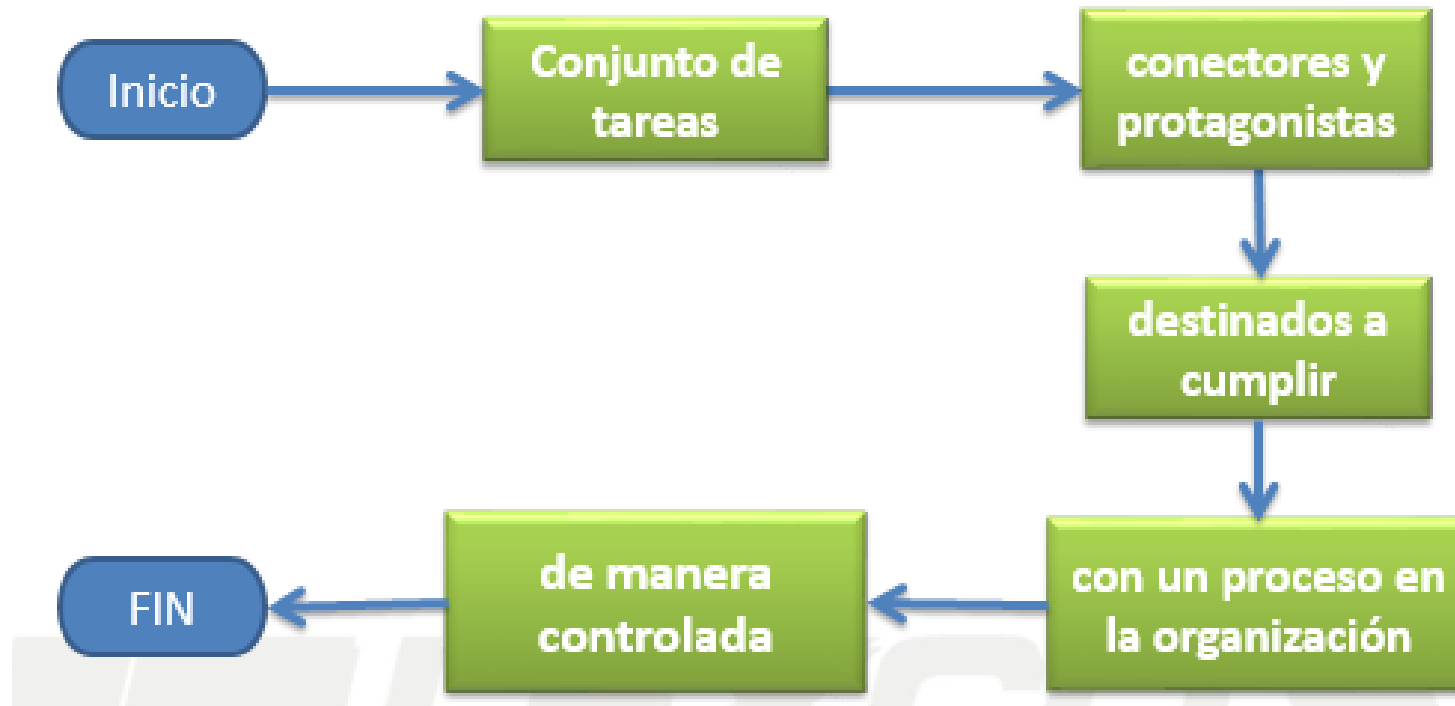 Inicio
Conjunto de
tareas
conectores y
protagonistas
destinados a
cumplir
con un proceso en
la organización
de manera
controlada
FIN